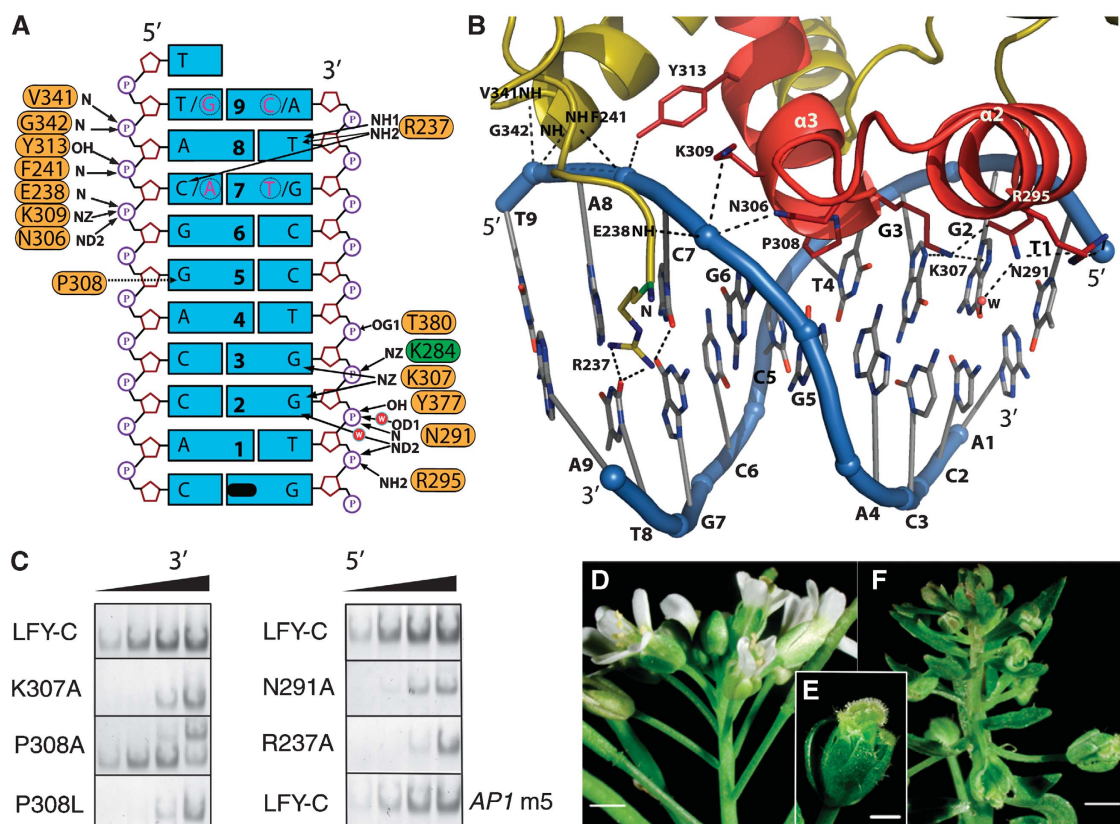 A
5′
3′
T
V341 N
T/G 9 C/A
G342 N
NH1
NH2 R237
Y313 OH
A 8 T
F241 N
C/A 7 T/G
E238 N
K309 NZ
G 6 C
N306 ND2
P308
G 5 C
A 4 T
OG1 T380
C 3 G
NZ K284
NZ K307
C 2 G
OH Y377
W OD1
N N291
W ND2
A 1 T
NH2 R295
C G
P P P P P P P P P
P P P P P P P P P
B
Y313
V341NH
G342
NH
NHF241
α3
α2
K309
R295
5′
T9
A8
N306
E238NH
C7
P308
G3
G2
T1
G6
T4
K307
N291
W
N
R237
C5
G5
3′
A9
3′
C6
A1
C2
T8
G7
A4
C3
C
3′
5′
LFY-C
K307A
P308A
P308L
LFY-C
N291A
R237A
LFY-C AP1 m5
D
E
F